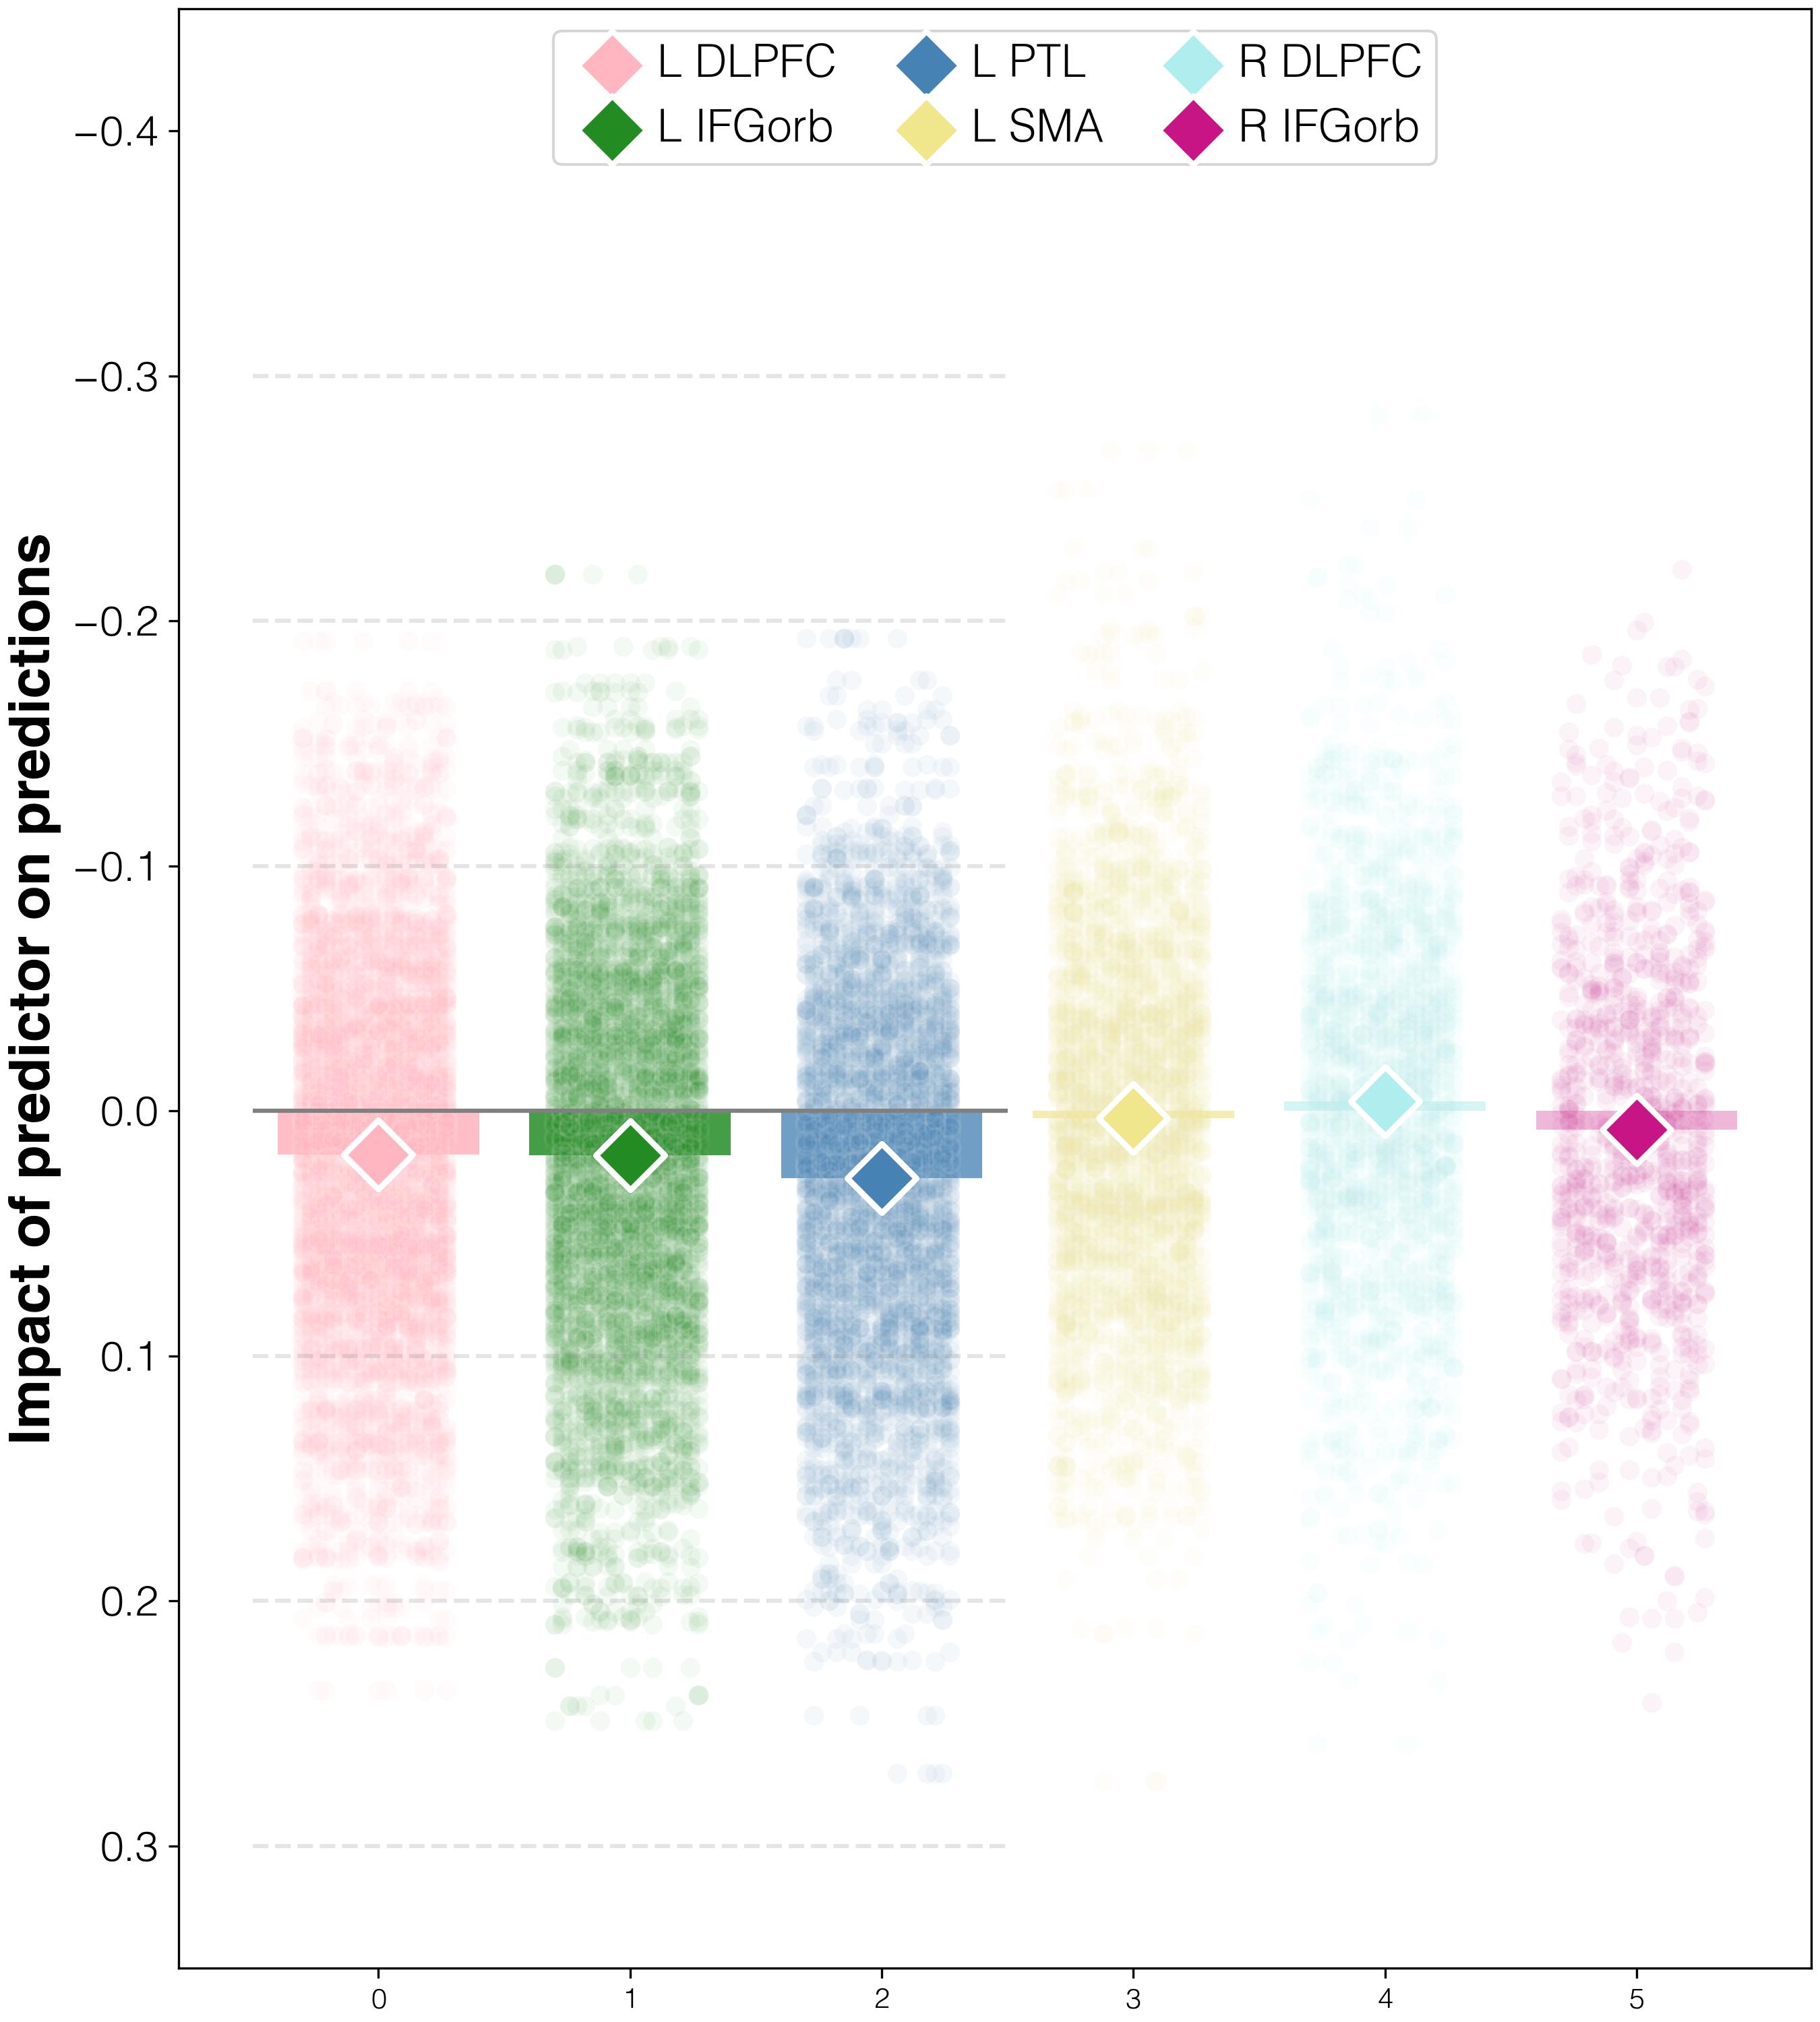 L DLPFC L PTL R DLPFC
L IFGorb L SMA R IFGorb
Impact of predictor on predictions
−0.4
−0.3
−0.2
−0.1
0.0
0.1
0.2
0.3
0 1 2 3 4 5